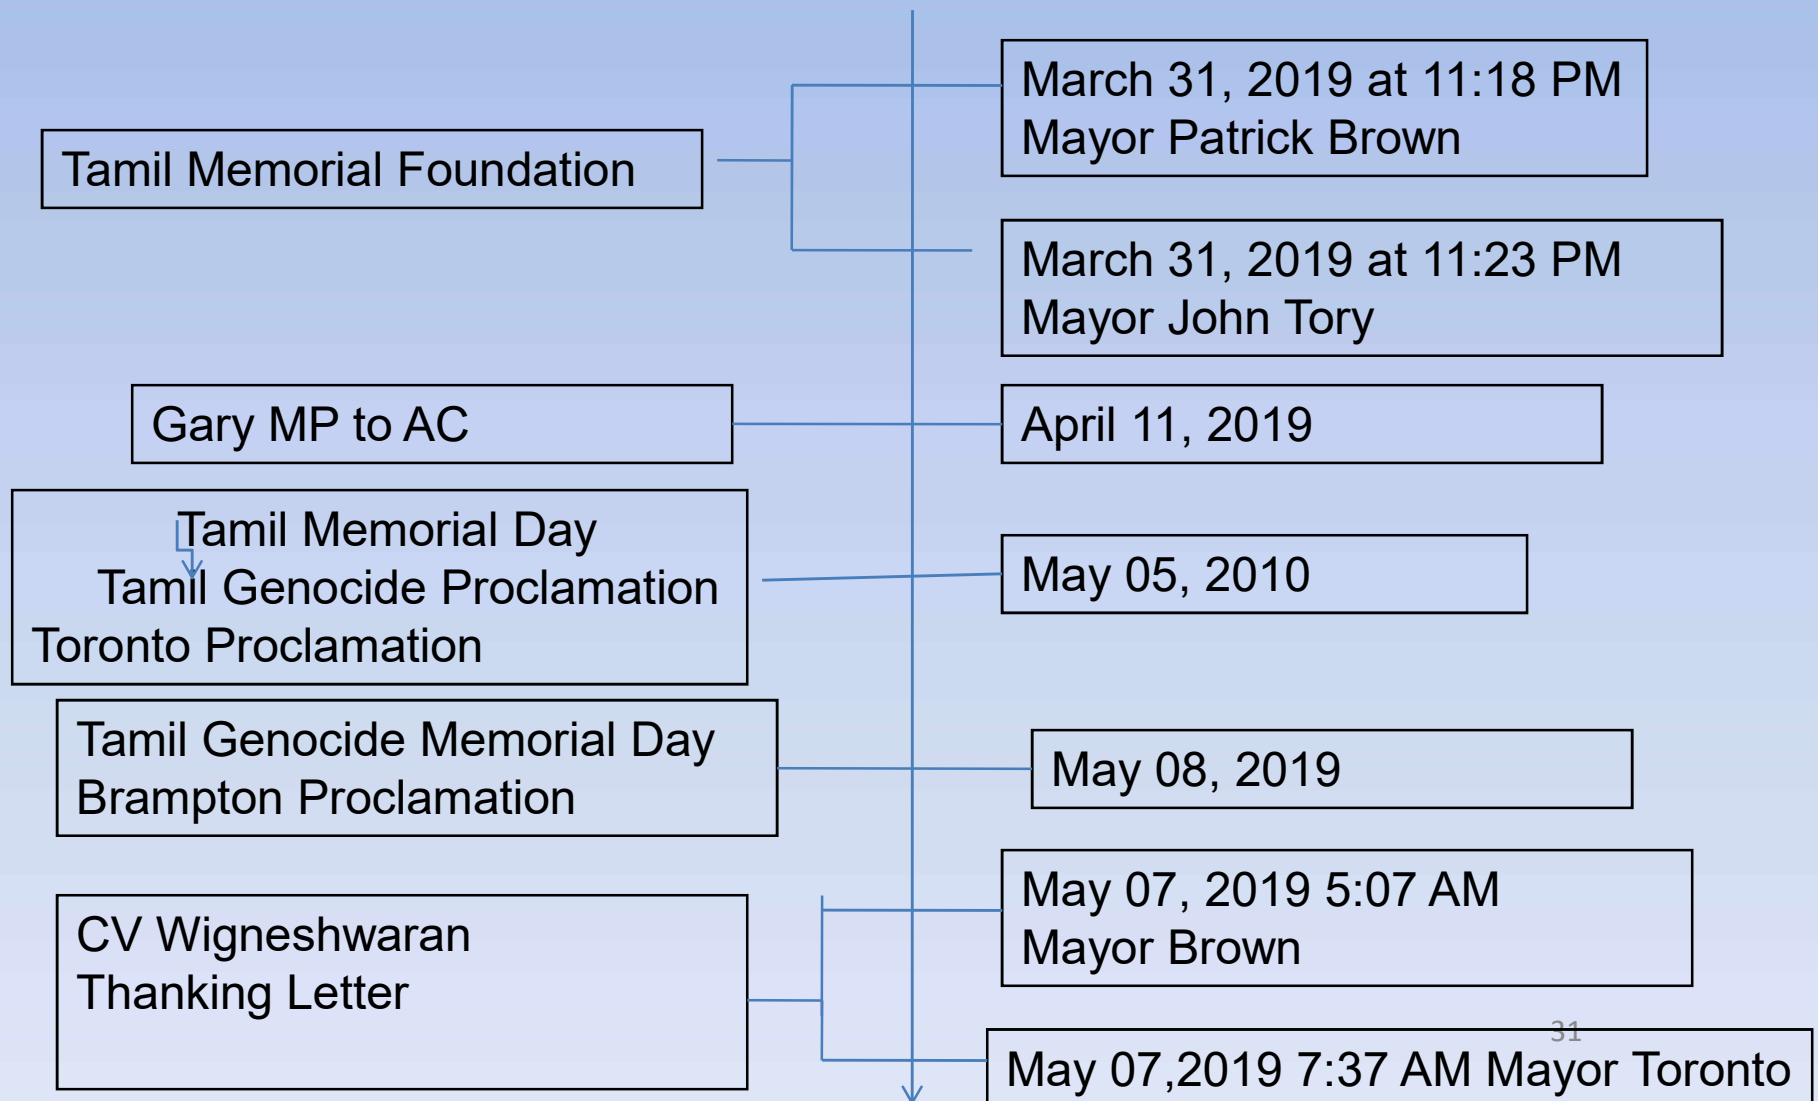 March 31, 2019 at 11:18 PM
Mayor Patrick Brown
Tamil Memorial Foundation
March 31, 2019 at 11:23 PM
Mayor John Tory
Gary MP to AC
April 11, 2019
Tamil Memorial Day
Tamil Genocide Proclamation
Toronto Proclamation
May 05, 2010
Tamil Genocide Memorial Day
Brampton Proclamation
May 08, 2019
CV Wigneshwaran
Thanking Letter
May 07, 2019 5:07 AM
Mayor Brown
31
May 07,2019 7:37 AM Mayor Toronto